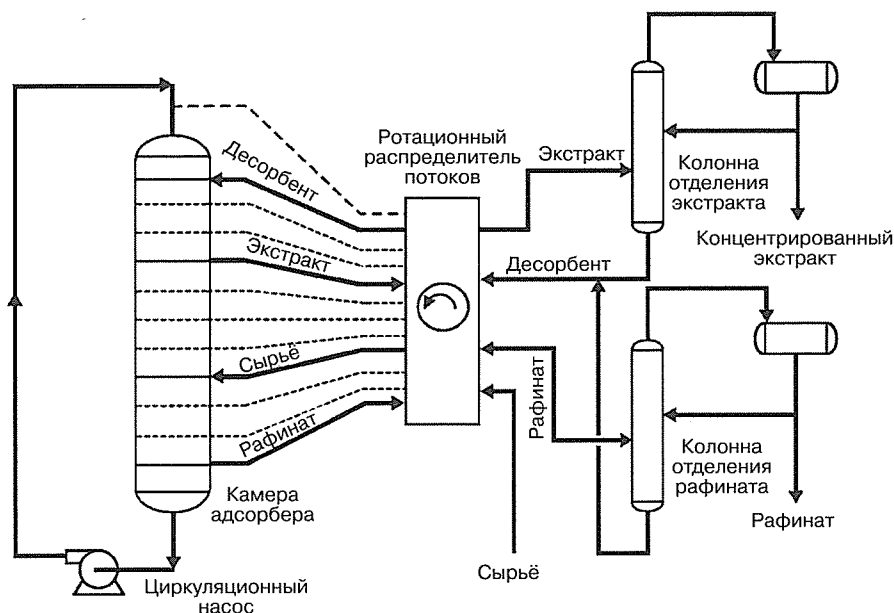 Ротационный
распределитель
потоков
Десорбент
Экстракт
Сырьё
Рафинат
Камера
адсорбера
Циркуляционный
насос
Экстракт
Колонна
отделения
экстракта
Концентрированный
экстракт
Десорбент
Рафинат
Сырьё
Колонна
отделения
рафината
Рафинат